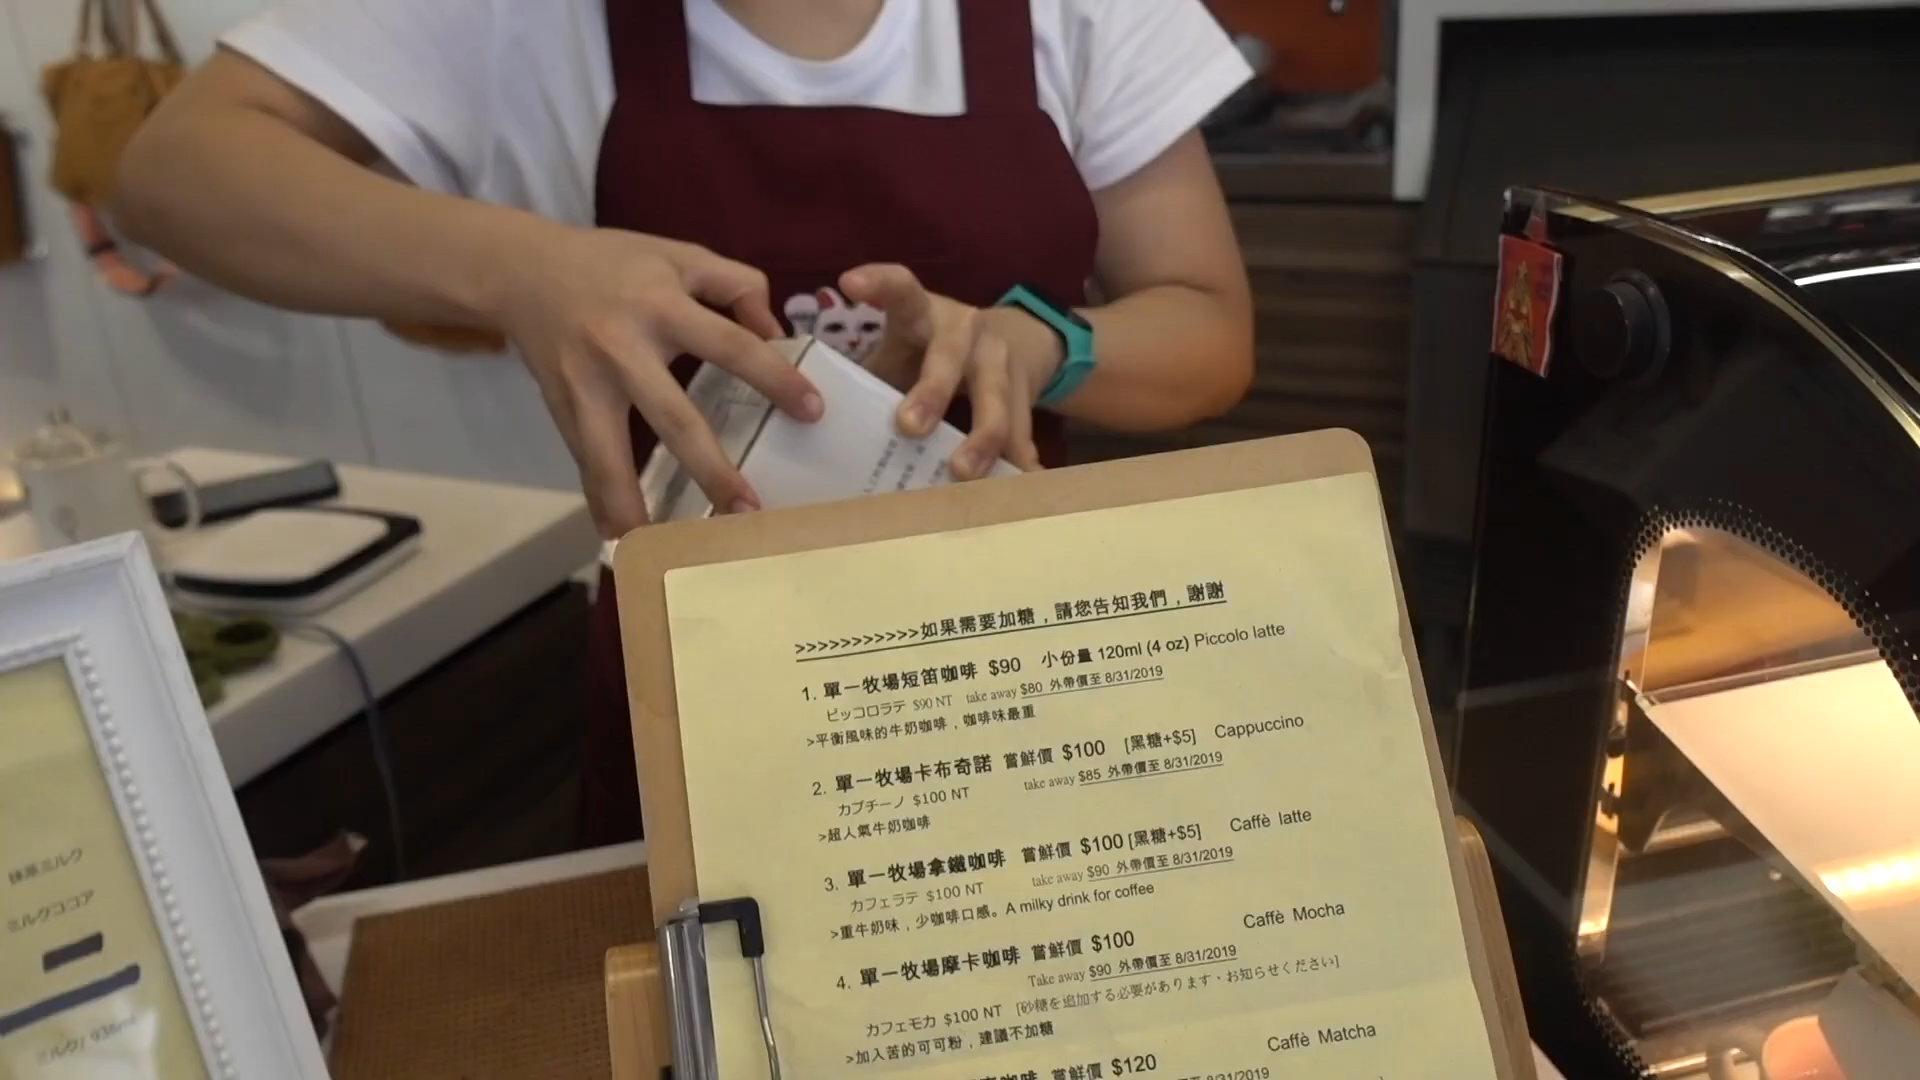 >>>>>>>>>>>如果需要加糖，請您告知我們，謝謝
1. 單一牧場短笛咖啡 $90 小份量 120ml (4 oz) Piccolo latte
ピッコロラテ $90 NT take away $80 外帶價至 8/31/2019
>平衡風味的牛奶咖啡，咖啡味最重
2. 單一牧場卡布奇諾 嘗鮮價 $100 [黑糖+$5] Cappuccino
カプチーノ $100 NT take away $85 外帶價至 8/31/2019
>超人氣牛奶咖啡
3. 單一牧場拿鐵咖啡 嘗鮮價 $100 [黑糖+$5] Caffè latte
カフェラテ $100 NT take away $90 外帶價至 8/31/2019
>重牛奶味，少咖啡口感。A milky drink for coffee
4. 單一牧場摩卡咖啡 嘗鮮價 $100 Caffè Mocha
Take away $90 外帶價至 8/31/2019
カフェモカ $100 NT [砂糖を追加する必要があります・お知らせください]
>加入苦的可可粉，建議不加糖
咖啡 嘗鮮價 $120 Caffè Matcha
8/31/2019
抹茶ミルク
ミルクココア
ミルク/ 936ml